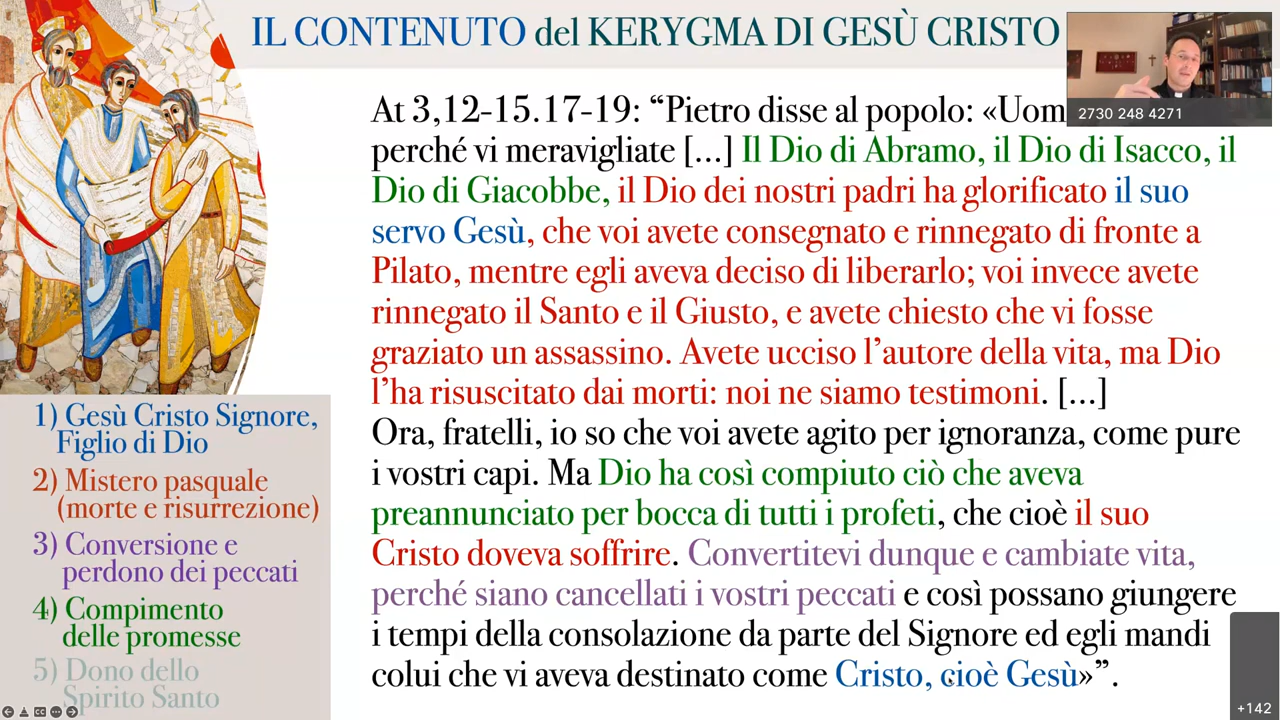 IL CONTENUTO del KERYGMA DI GESÙ CRISTO
2730 248 4271
At 3,12-15.17-19: “Pietro disse al popolo: «Uom
perché vi meravigliate [...] Il Dio di Abramo, il Dio di Isacco, il
Dio di Giacobbe, il Dio dei nostri padri ha glorificato il suo
servo Gesù, che voi avete consegnato e rinnegato di fronte a
Pilato, mentre egli aveva deciso di liberarlo; voi invece avete
rinnegato il Santo e il Giusto, e avete chiesto che vi fosse
graziato un assassino. Avete ucciso l’autore della vita, ma Dio
l’ha risuscitato dai morti: noi ne siamo testimoni. [...]
Ora, fratelli, io so che voi avete agito per ignoranza, come pure
i vostri capi. Ma Dio ha così compiuto ciò che aveva
preannunciato per bocca di tutti i profeti, che cioè il suo
Cristo doveva soffrire. Convertitevi dunque e cambiate vita,
perché siano cancellati i vostri peccati e così possano giungere
i tempi della consolazione da parte del Signore ed egli mandi
colui che vi aveva destinato come Cristo, cioè Gesù»”.
1) Gesù Cristo Signore,
Figlio di Dio
2) Mistero pasquale
(morte e risurrezione)
3) Conversione e
perdono dei peccati
4) Compimento
delle promesse
5) Dono dello
Spirito Santo
+142